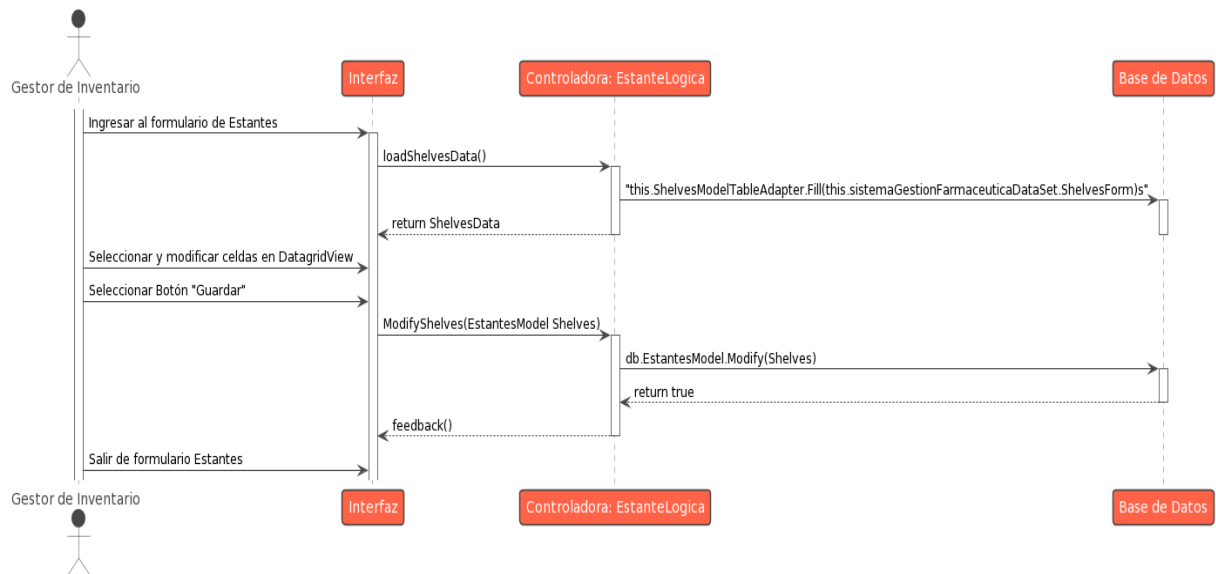 Gestor de Inventario
Interfaz
Controladora: EstanteLogica
Base de Datos
Ingresar al formulario de Estantes
loadShelvesData()
"this.ShelvesModelTableAdapter.Fill(this.sistemaGestionFarmaceuticaDataSet.ShelvesForm)s"
return ShelvesData
Seleccionar y modificar celdas en DatagridView
Seleccionar Botón "Guardar"
ModifyShelves(EstantesModel Shelves)
db.EstantesModel.Modify(Shelves)
return true
feedback()
Salir de formulario Estantes
Gestor de Inventario
Interfaz
Controladora: EstanteLogica
Base de Datos